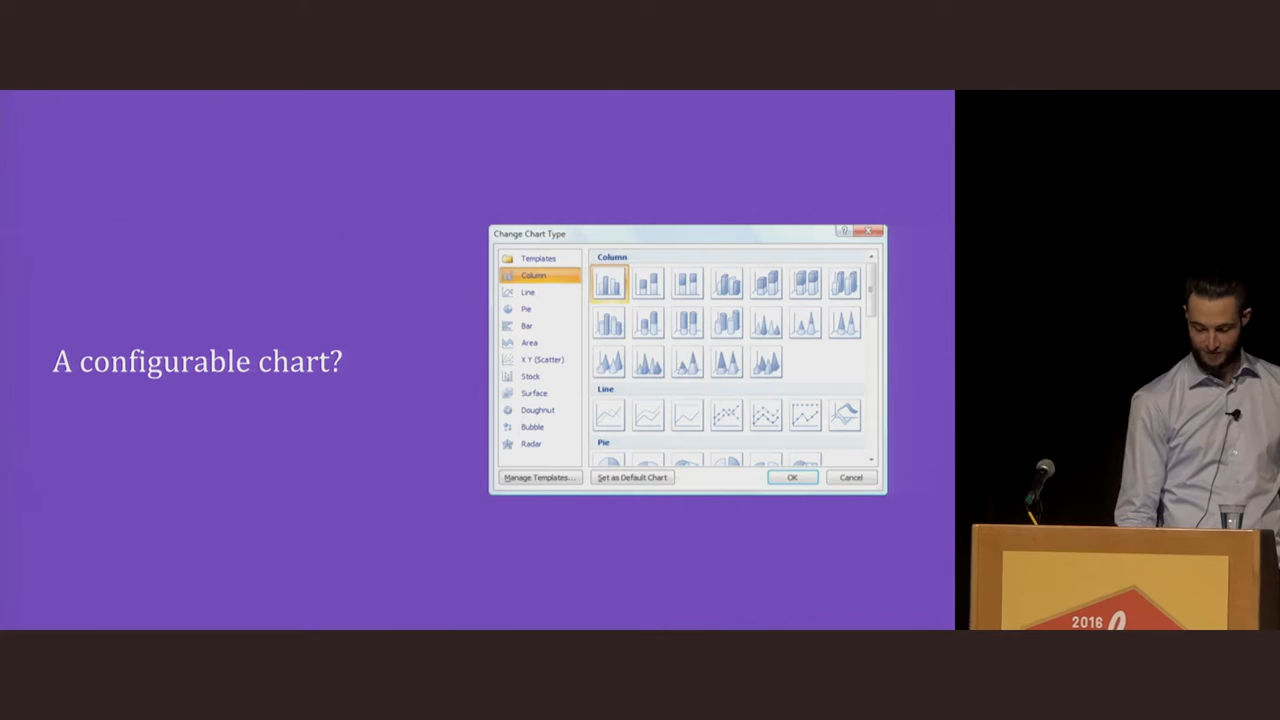 A configurable chart?
Change Chart Type
Templates
Column
Line
Pie
Bar
Area
X Y (Scatter)
Stock
Surface
Doughnut
Bubble
Radar
Column
Line
Pie
Manage Templates...
Set as Default Chart
OK
Cancel
2016